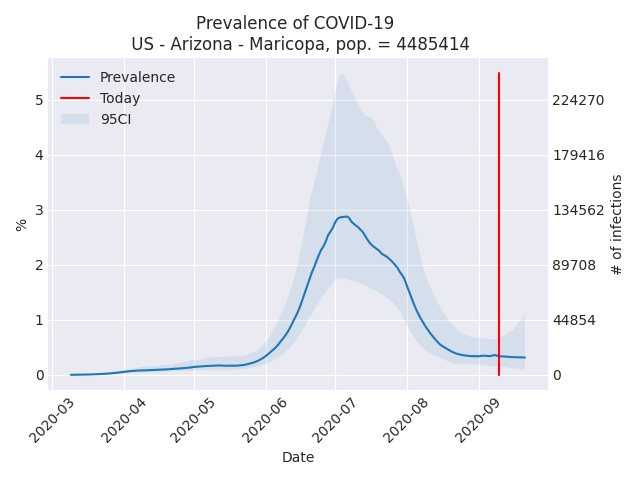 Prevalence of COVID-19
US - Arizona - Maricopa, pop. = 4485414
Prevalence
Today
95CI
5
4
3
2
1
0
%
224270
179416
134562
89708
44854
0
# of infections
2020-03
2020-04
2020-05
2020-06
2020-07
2020-08
2020-09
Date